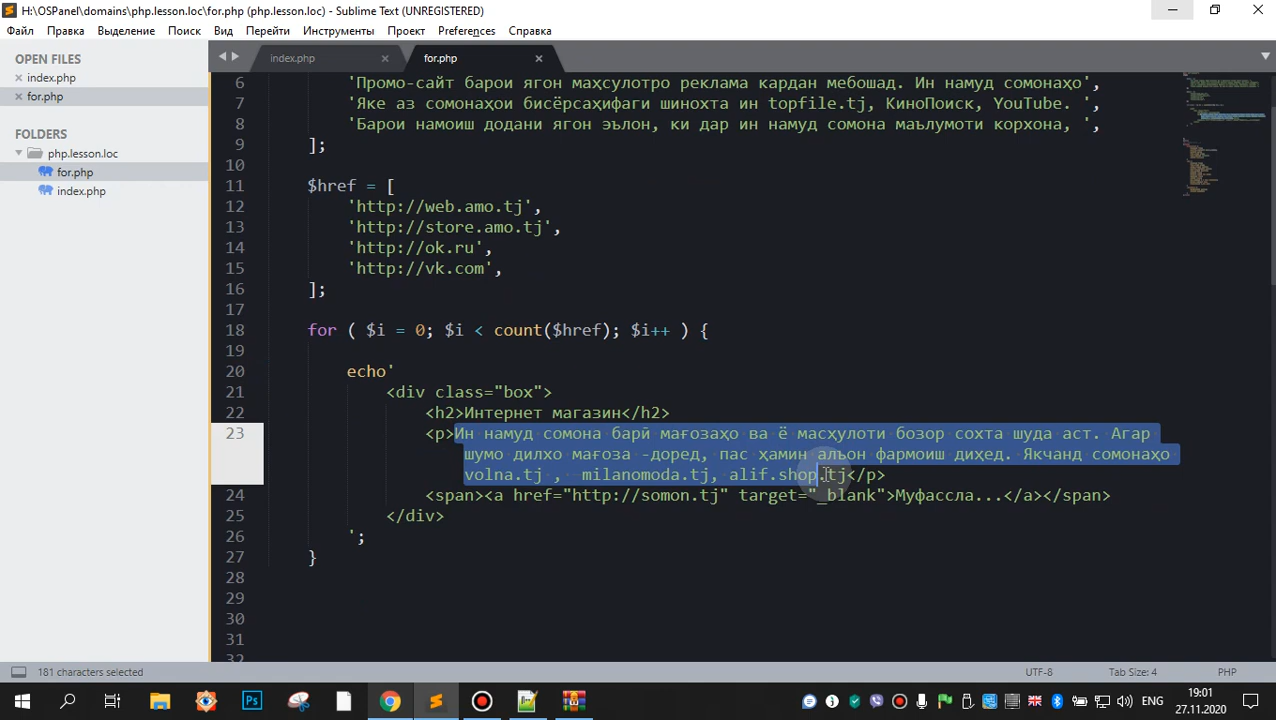 H:\OSPanel\domains\php.lesson.loc\for.php (php.lesson.loc) - Sublime Text (UNREGISTERED)
Файл Правка Выделение Поиск Вид Перейти Инструменты Проект Preferences Справка
OPEN FILES
× index.php
× for.php
FOLDERS
php.lesson.loc
for.php
index.php
index.php × for.php ×
6 'Промо-сайт барои ягон маҳсулотро реклама кардан мебошад. Ин намуд сомонаҳо',
7 'Яке аз сомонаҳои бисёрсаҳифаги шинохта ин topfile.tj, КиноПоиск, YouTube. ',
8 'Барои намоиш додани ягон эълон, ки дар ин намуд сомона маълумоти корхона, ',
9 ];
10
11 $href = [
12 'http://web.amo.tj',
13 'http://store.amo.tj',
14 'http://ok.ru',
15 'http://vk.com',
16 ];
17
18 for ( $i = 0; $i < count($href); $i++ ) {
19
20 echo'
21 <div class="box">
22 <h2>Интернет магазин</h2>
23 <p>Ин намуд сомона барӣ мағозаҳо ва ё масҳулоти бозор сохта шуда аст. Агар
шумо дилхо мағоза -доред, пас ҳамин алъон фармоиш диҳед. Якчанд сомонаҳо
volna.tj , milanomoda.tj, alif.shop.tj</p>
24 <span><a href="http://somon.tj" target="_blank">Муфассла...</a></span>
25 </div>
26 ';
27 }
28
29
30
31
32
181 characters selected UTF-8 Tab Size: 4 PHP
Ps ENG 19:01
27.11.2020